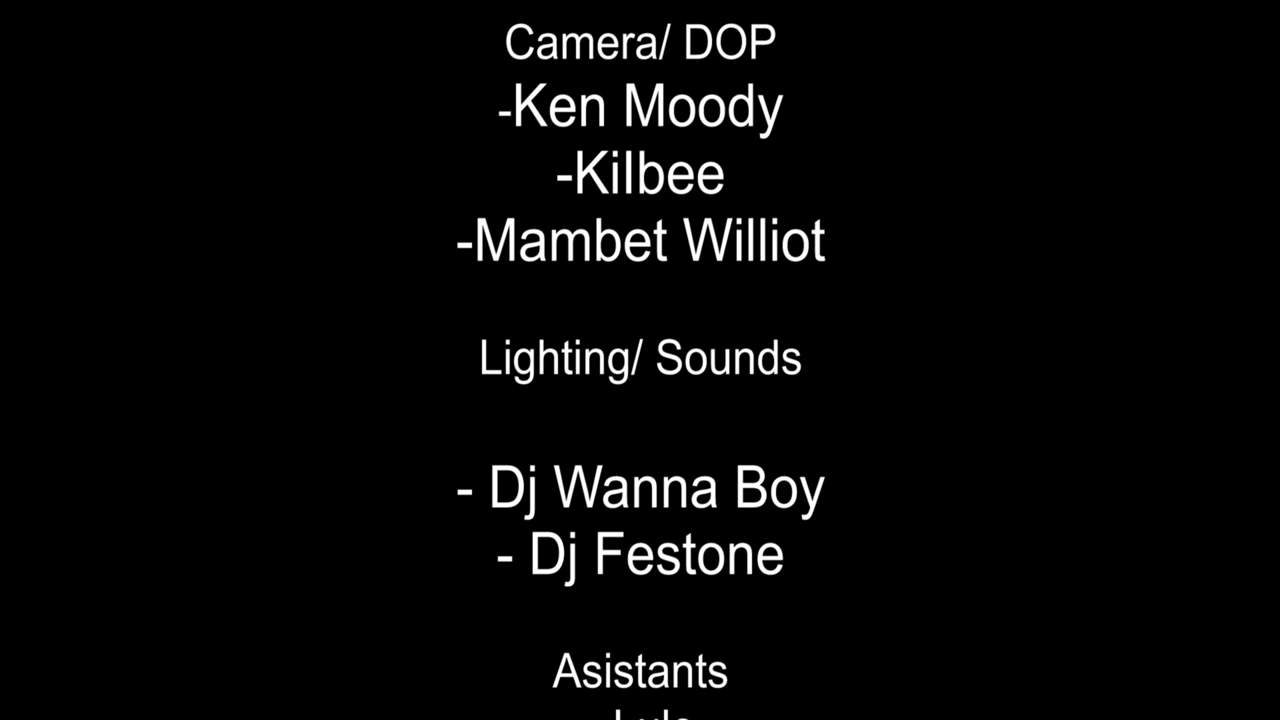 Camera/ DOP
-Ken Moody
-Kilbee
-Mambet Williot
Lighting/ Sounds
- Dj Wanna Boy
- Dj Festone
Asistants